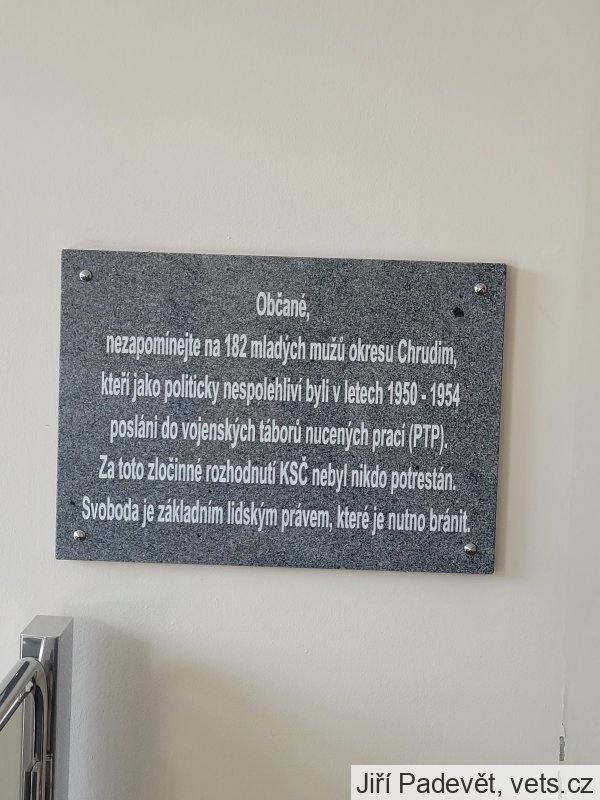 Občané,
nezapomínejte na 182 mladých mužů okresu Chrudim,
kteří jako politicky nespolehliví byli v letech 1950 - 1954
posláni do vojenských táborů nucených prací (PTP).
Za toto zločinné rozhodnutí KSČ nebyl nikdo potrestán.
Svoboda je základním lidským právem, které je nutno bránit.
Jiří Padevět, vets.cz